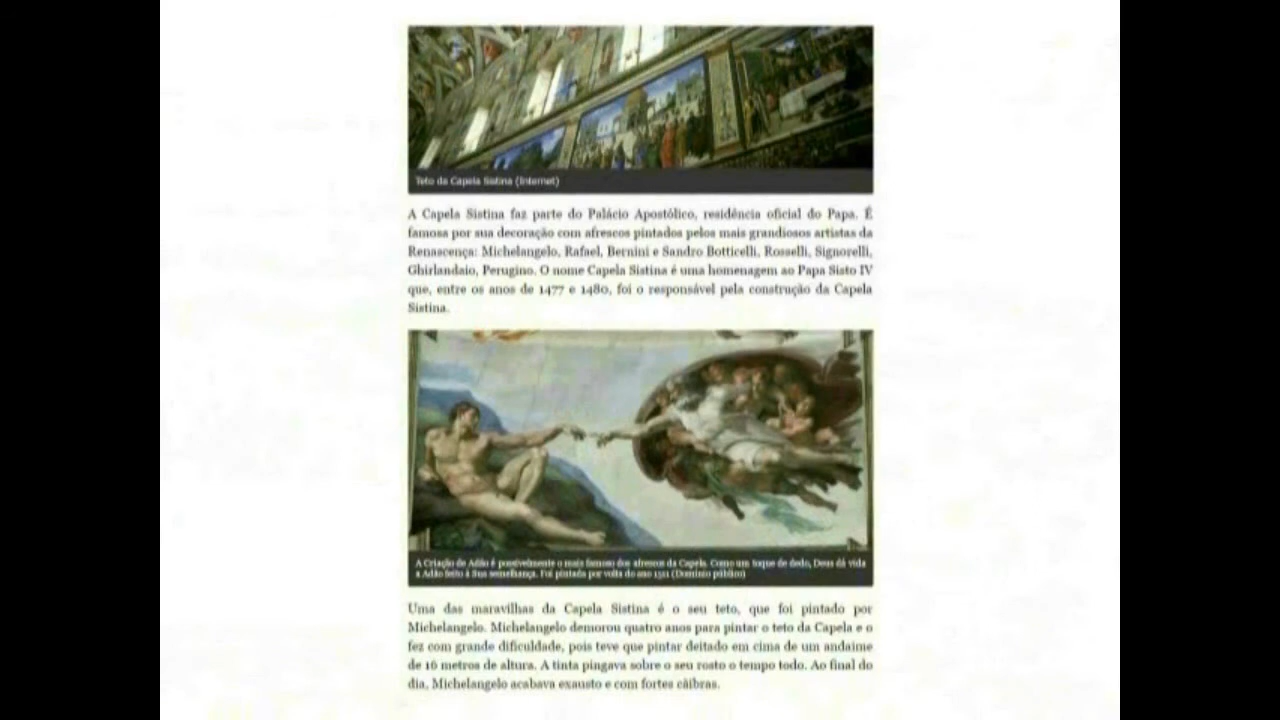 Teto da Capela Sistina (Internet)
A Capela Sistina faz parte do Palácio Apostólico, residência oficial do Papa. É
famosa por sua decoração com afrescos pintados pelos mais grandiosos artistas da
Renascença: Michelangelo, Rafael, Bernini e Sandro Botticelli, Rosselli, Signorelli,
Ghirlandaio, Perugino. O nome Capela Sistina é uma homenagem ao Papa Sisto IV
que, entre os anos de 1477 e 1480, foi o responsável pela construção da Capela
Sistina.
A Criação de Adão é possivelmente o mais famoso dos afrescos da Capela. Como um toque de dedo, Deus dá vida
a Adão feito à Sua semelhança. Foi pintada por volta do ano 1511 (Domínio público)
Uma das maravilhas da Capela Sistina é o seu teto, que foi pintado por
Michelangelo. Michelangelo demorou quatro anos para pintar o teto da Capela e o
fez com grande dificuldade, pois teve que pintar deitado em cima de um andaime
de 16 metros de altura. A tinta pingava sobre o seu rosto o tempo todo. Ao final do
dia, Michelangelo acabava exausto e com fortes cãibras.